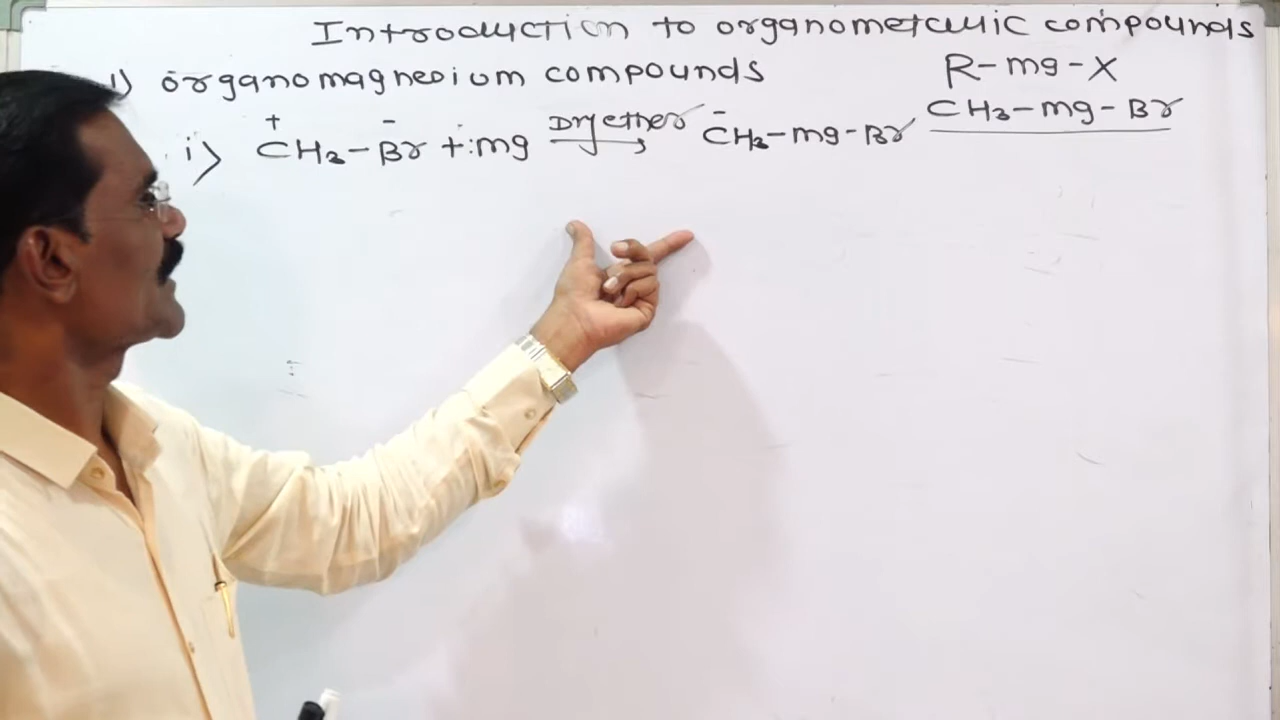 Introduction to organometallic compounds
1) organomagnesium compounds R-mg-X
CH3-mg-Br
i) + CH3-Br - + :mg Dry ether → - CH3-mg-Br